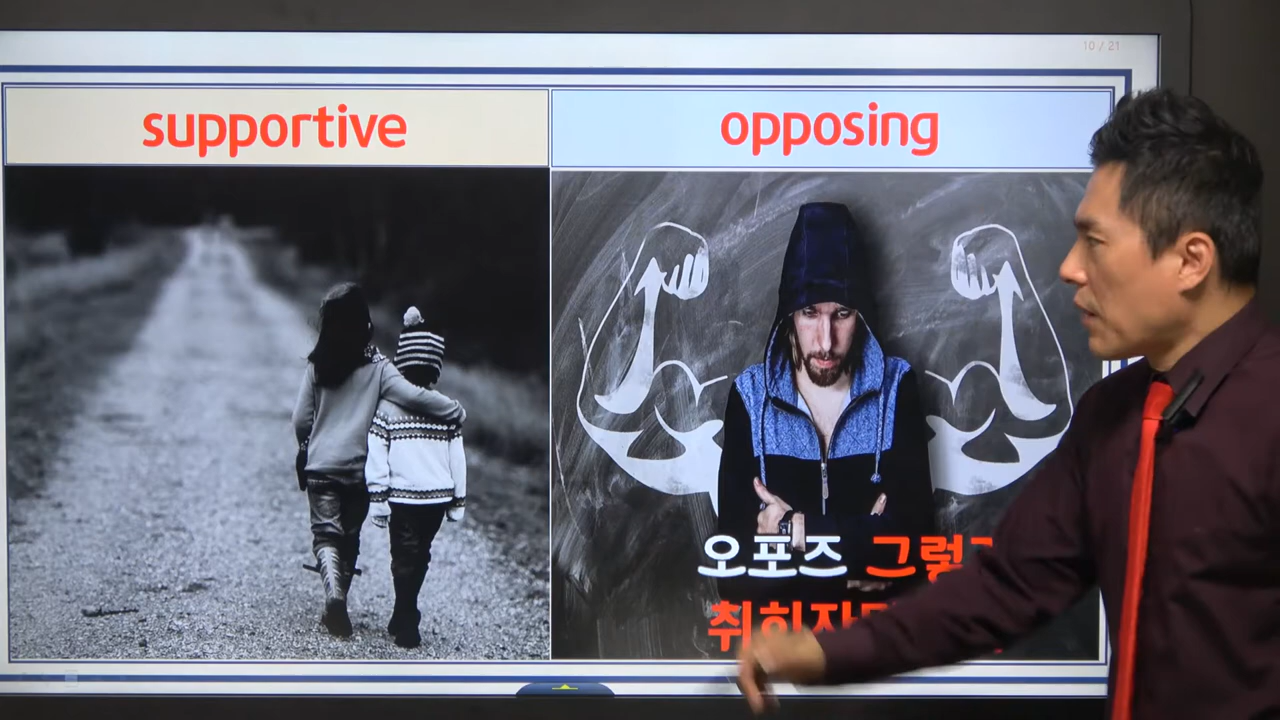 10 / 21
supportive
opposing
오포즈